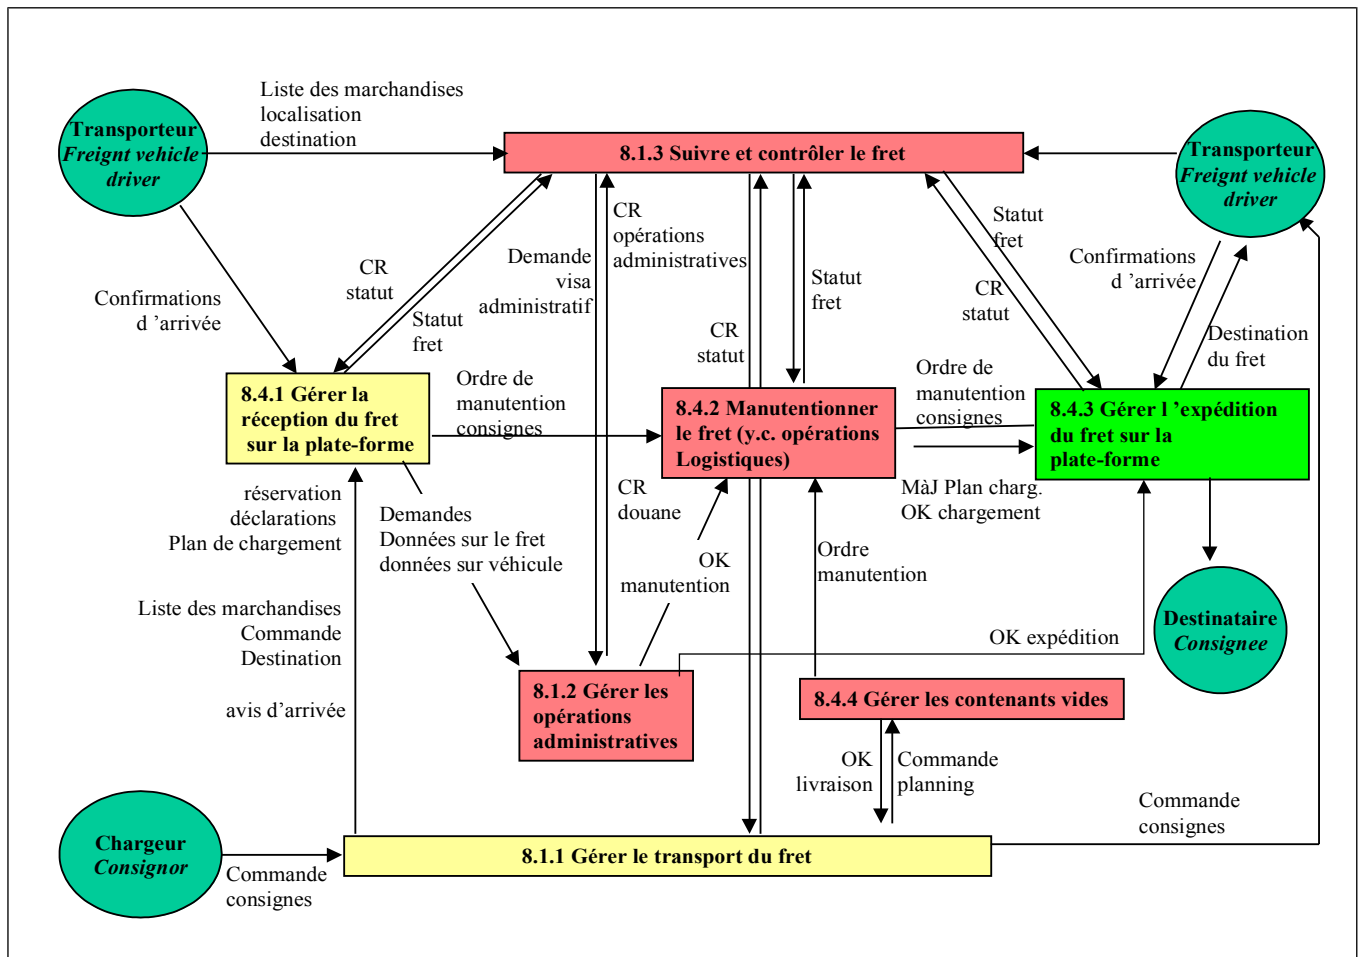 Liste des marchandises
localisation
destination
Transporteur
Freignt vehicle
driver
8.1.3 Suivre et contrôler le fret
Transporteur
Freignt vehicle
driver
CR
opérations
administratives
Demande
visa
administratif
CR
statut
Statut
fret
Statut
fret
Statut
fret
CR
statut
Confirmations
d ’arrivée
Confirmations
d ’arrivée
CR
statut
Destination
du fret
8.4.1 Gérer la
réception du fret
sur la plate-forme
Ordre de
manutention
consignes
8.4.2 Manutentionner
le fret (y.c. opérations
Logistiques)
Ordre de
manutention
consignes
8.4.3 Gérer l ’expédition
du fret sur la
plate-forme
MàJ Plan charg.
OK chargement
réservation
déclarations
Plan de chargement
Demandes
Données sur le fret
données sur véhicule
CR
douane
OK
manutention
Ordre
manutention
Liste des marchandises
Commande
Destination
avis d’arrivée
OK expédition
Destinataire
Consignee
8.1.2 Gérer les
opérations
administratives
8.4.4 Gérer les contenants vides
OK
livraison
Commande
planning
Commande
consignes
Chargeur
Consignor
Commande
consignes
8.1.1 Gérer le transport du fret